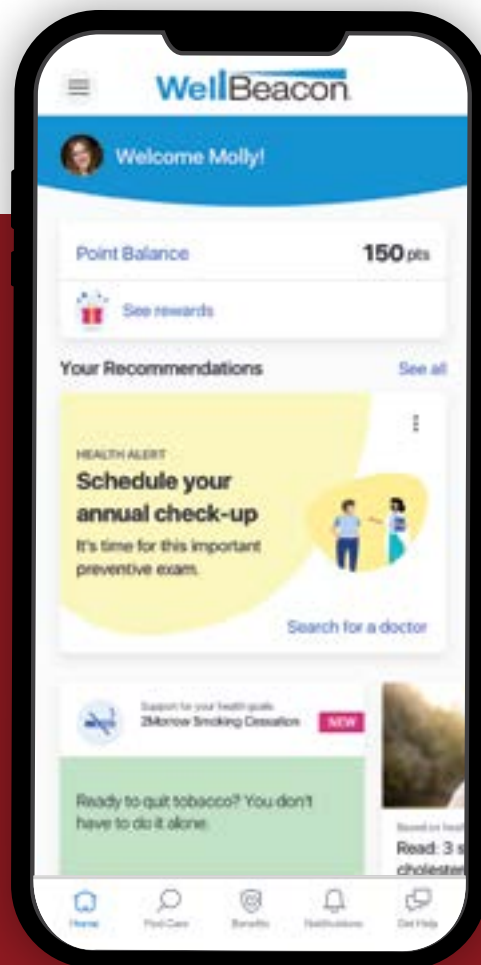 WellBeacon
Welcome Molly!
Point Balance 150 pts
See rewards
Your Recommendations See all
HEALTH ALERT
Schedule your
annual check-up
It's time for this important
preventive exam.
Search for a doctor
Support for your health goals
2Morrow Smoking Cessation NEW
Ready to quit tobacco? You don't
have to do it alone.
Based on
Read: 3 s
cholester
Home Find Care Benefits Notifications Get Help